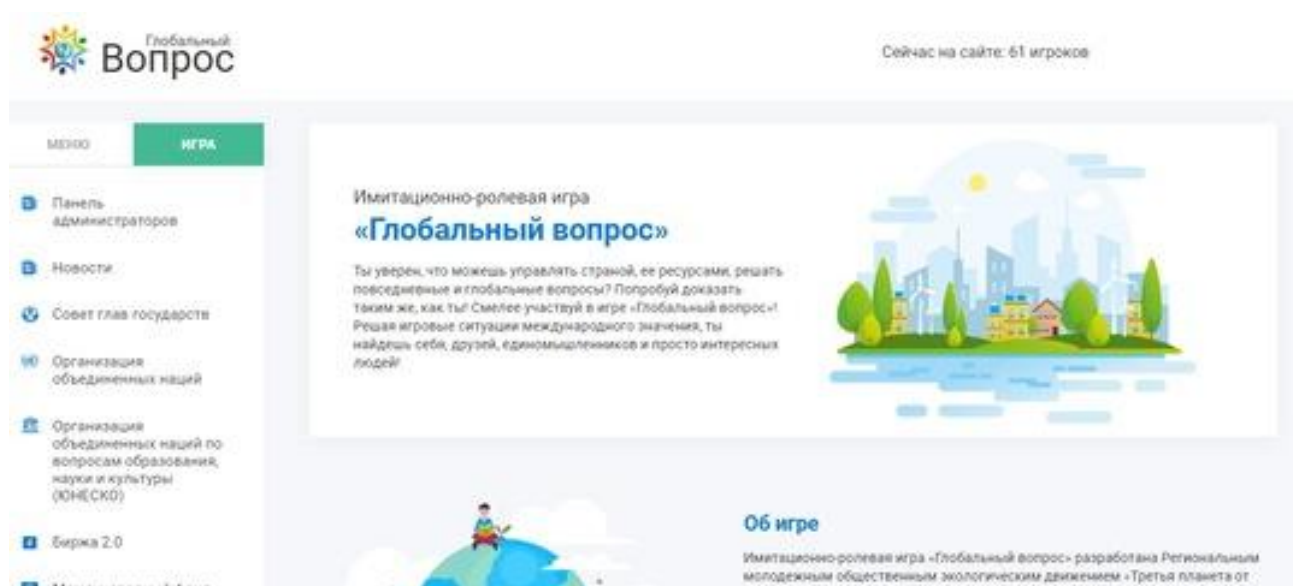 Глобальный
Вопрос
Сейчас на сайте: 61 игроков
МЕНЮ
ИГРА
Панель
администраторов
Новости
Совет глав государств
Организация
объединенных наций
Организация
объединенных наций по
вопросам образования,
науки и культуры
(ЮНЕСКО)
Биржа 2.0
Имитационно-ролевая игра
«Глобальный вопрос»
Ты уверен, что можешь управлять страной, ее ресурсами, решать
повседневные и глобальные вопросы? Попробуй доказать
таким же, как ты! Смелее участвуй в игре «Глобальный вопрос»!
Решая игровые ситуации международного значения, ты
найдешь себя, друзей, единомышленников и просто интересных
людей!
Об игре
Имитационно-ролевая игра «Глобальный вопрос» разработана Региональным
молодежным общественным экологическим движением «Третья планета от